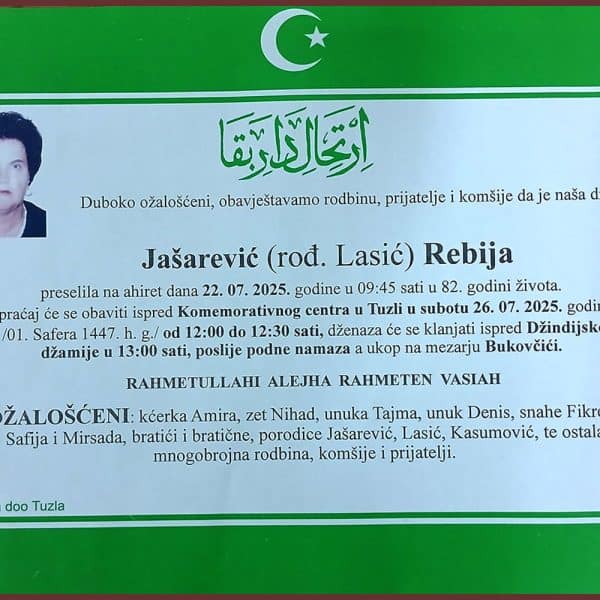 اِرْتِحَالِ دَارِ بَقَا
Duboko ožalošćeni, obavještavamo rodbinu, prijatelje i komšije da je naša d
Jašarević (rođ. Lasić) Rebija
preselila na ahiret dana 22. 07. 2025. godine u 09:45 sati u 82. godini života.
praćaj će se obaviti ispred Komemorativnog centra u Tuzli u subotu 26. 07. 2025. godin
/01. Safera 1447. h. g./ od 12:00 do 12:30 sati, dženaza će se klanjati ispred Džindijsk
džamije u 13:00 sati, poslije podne namaza a ukop na mezarju Bukovčići.
RAHMETULLAHI ALEJHA RAHMETEN VASIAH
OŽALOŠĆENI: kćerka Amira, zet Nihad, unuka Tajma, unuk Denis, snahe Fikre
Safija i Mirsada, bratići i bratične, porodice Jašarević, Lasić, Kasumović, te ostala
mnogobrojna rodbina, komšije i prijatelji.
doo Tuzla